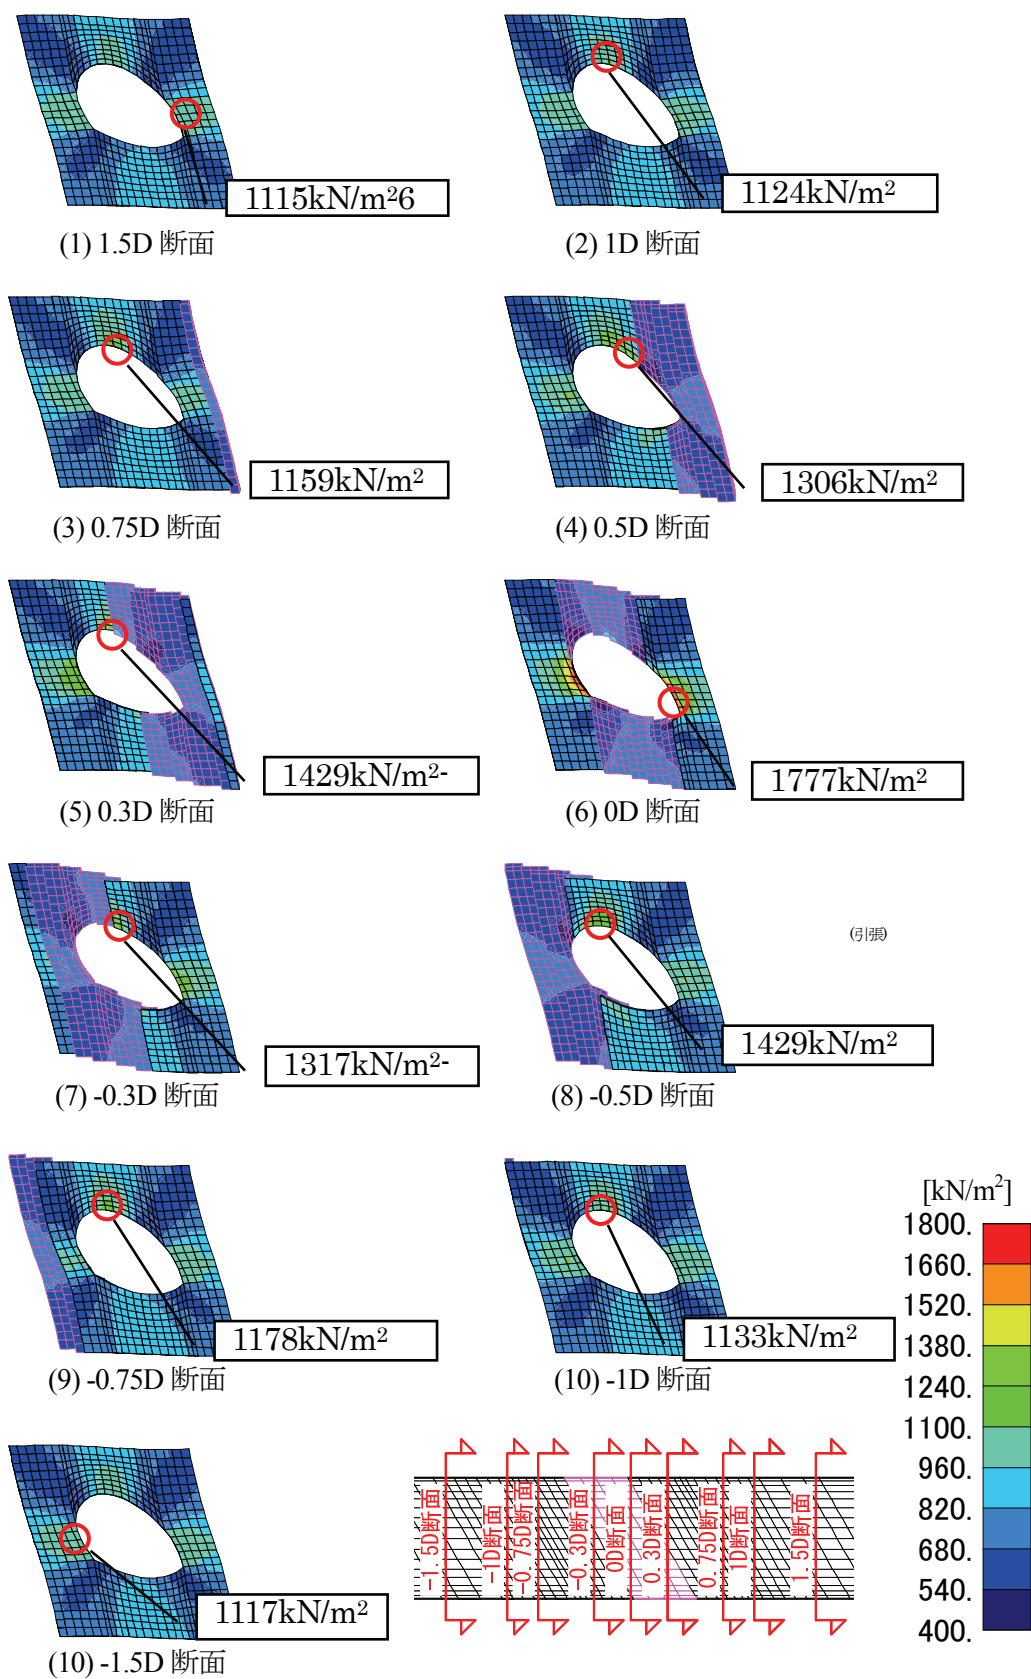 1115kN/m²6
(1) 1.5D 断面
1124kN/m²
(2) 1D 断面
1159kN/m²
(3) 0.75D 断面
1306kN/m²
(4) 0.5D 断面
1429kN/m²-
(5) 0.3D 断面
1777kN/m²
(6) 0D 断面
1317kN/m²-
(7) -0.3D 断面
(引張)
1429kN/m²
(8) -0.5D 断面
1178kN/m²
(9) -0.75D 断面
1133kN/m²
(10) -1D 断面
1117kN/m²
(10) -1.5D 断面
-1.5D断面
-1D断面
-0.75D断面
-0.3D断面
0D断面
0.3D断面
0.75D断面
1D断面
1.5D断面
[kN/m²]
1800.
1660.
1520.
1380.
1240.
1100.
960.
820.
680.
540.
400.